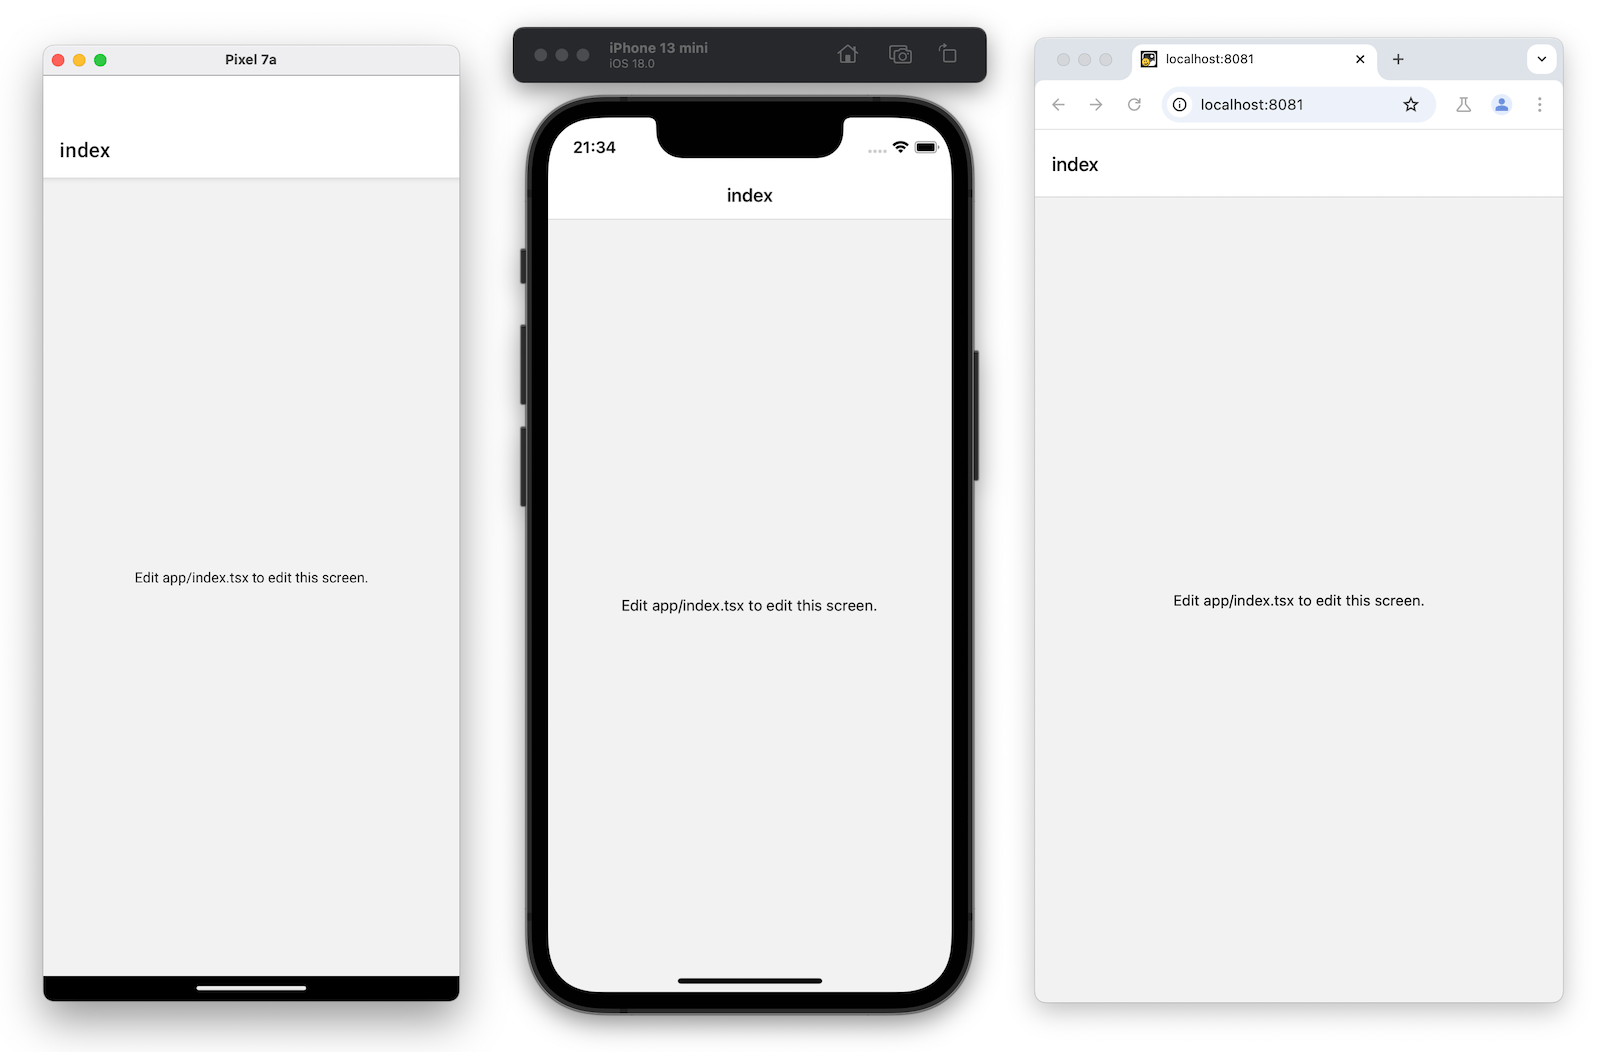 Pixel 7a
index
Edit app/index.tsx to edit this screen.
iPhone 13 mini
iOS 18.0
21:34
index
Edit app/index.tsx to edit this screen.
localhost:8081
localhost:8081
index
Edit app/index.tsx to edit this screen.